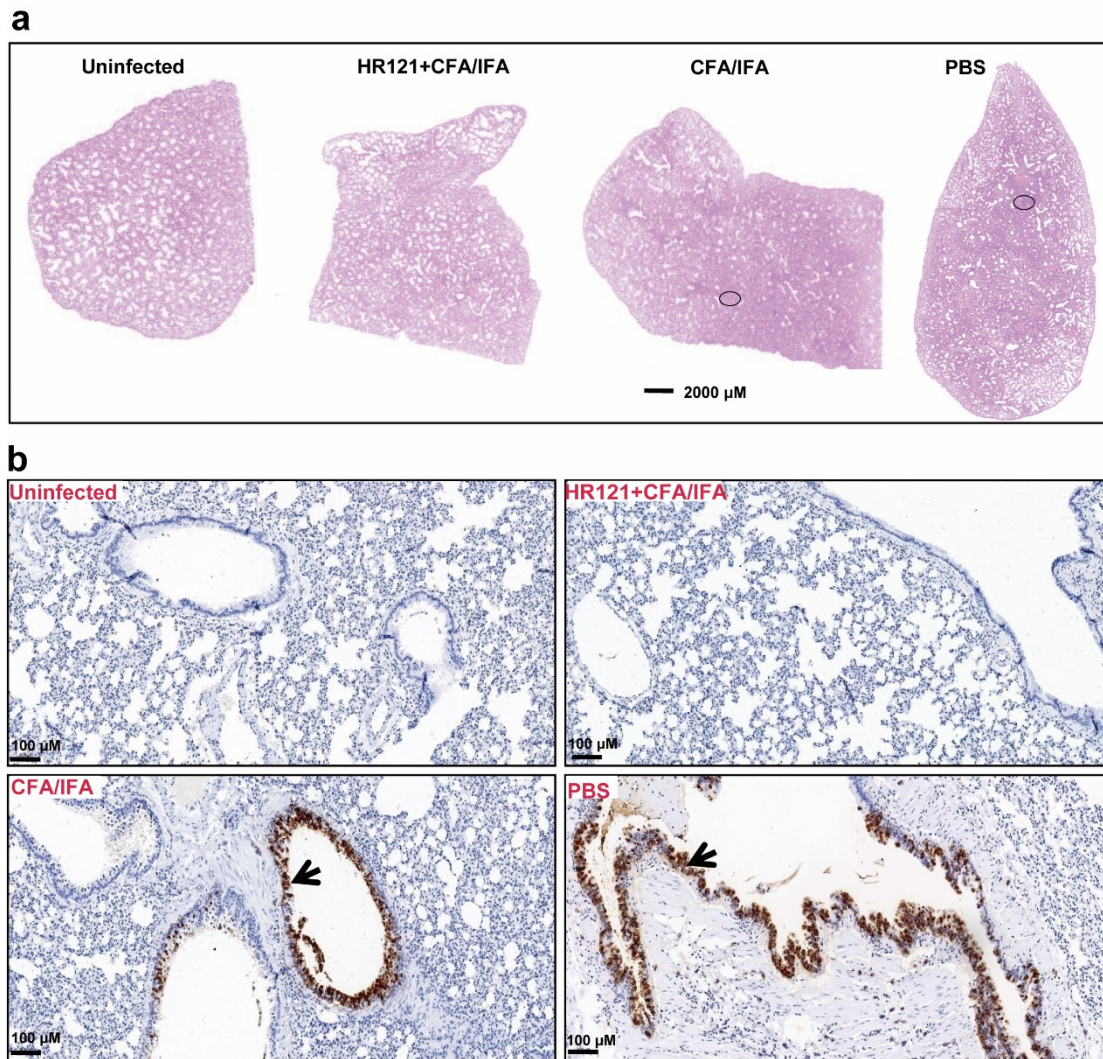 a
Uninfected HR121+CFA/IFA CFA/IFA PBS
2000 µM
b
Uninfected HR121+CFA/IFA
100 µM 100 µM
CFA/IFA PBS
100 µM 100 µM